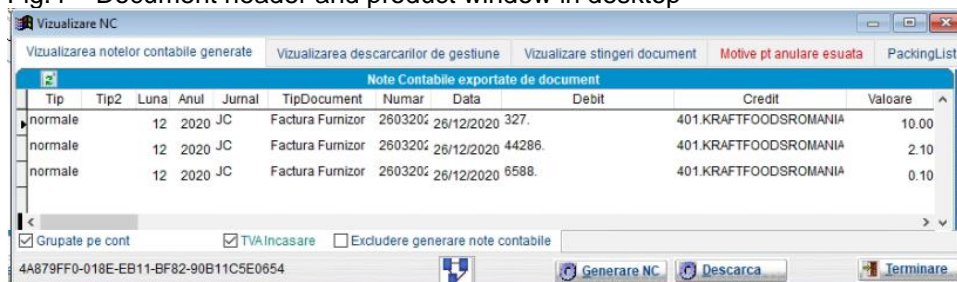 Fig.4 - Document header and product window in desktop
Vizualizare NC
Vizualizarea notelor contabile generate Vizualizarea descarcarilor de gestiune Vizualizare stingeri document Motive pt anulare esuata PackingList
Note Contabile exportate de document
Tip Tip2 Luna Anul Jurnal TipDocument Numar Data Debit Credit Valoare
normale 12 2020 JC Factura Furnizor 2603202 26/12/2020 327. 401.KRAFTFOODSROMANIA 10.00
normale 12 2020 JC Factura Furnizor 2603202 26/12/2020 44286. 401.KRAFTFOODSROMANIA 2.10
normale 12 2020 JC Factura Furnizor 2603202 26/12/2020 6588. 401.KRAFTFOODSROMANIA 0.10
Grupate pe cont TVAIncasare Excludere generare note contabile
4A879FF0-018E-EB11-BF82-90B11C5E0654 Generare NC Descarca Terminare